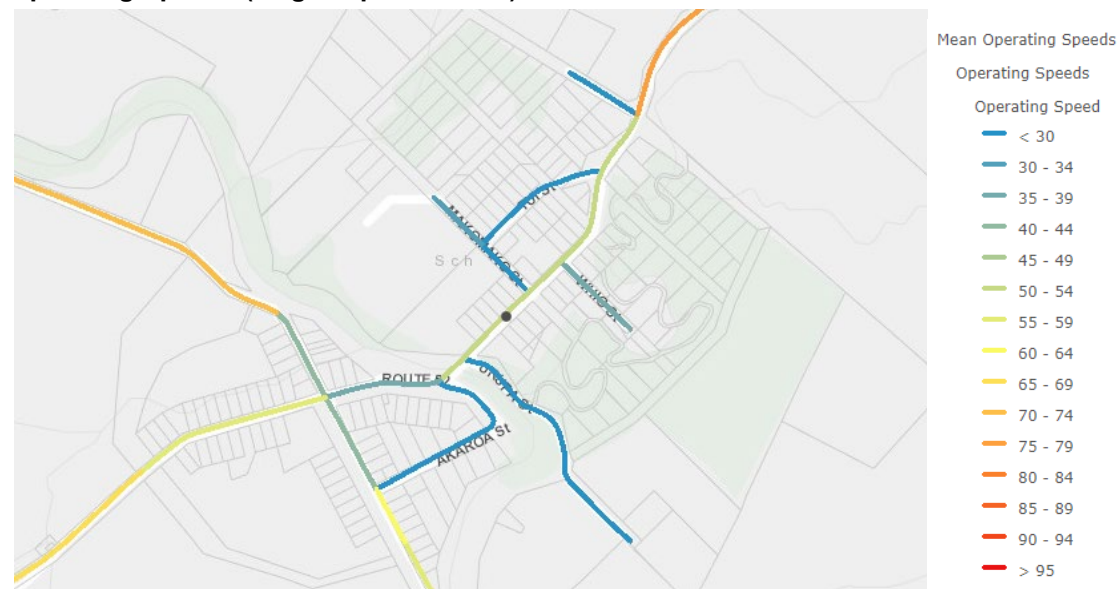 Mean Operating Speeds
Operating Speeds
Operating Speed
< 30
30 - 34
35 - 39
40 - 44
45 - 49
50 - 54
55 - 59
60 - 64
65 - 69
70 - 74
75 - 79
80 - 84
85 - 89
90 - 94
> 95
Sch
ROUTE
AKAROA St